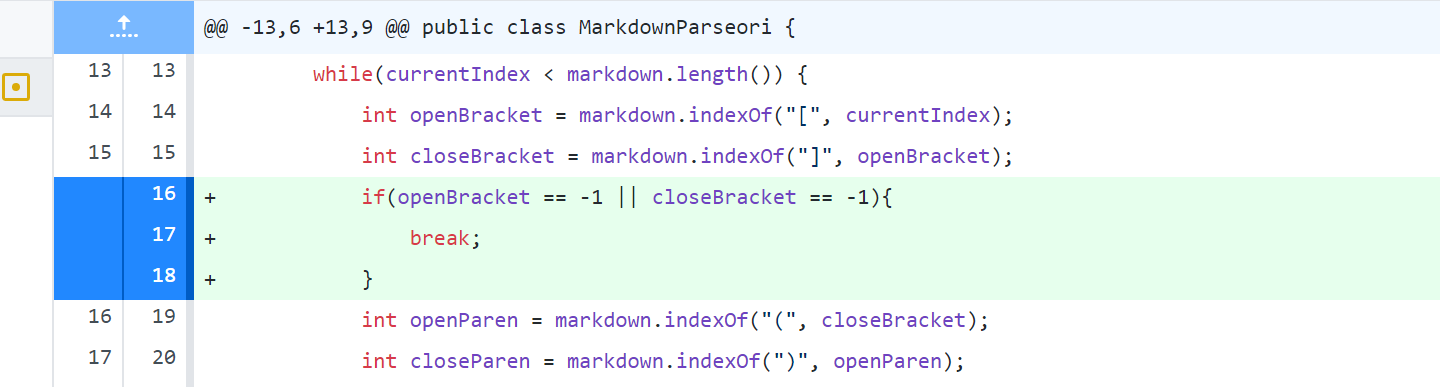 @@ -13,6 +13,9 @@ public class MarkdownParseori {
13 13 while(currentIndex < markdown.length()) {
14 14 int openBracket = markdown.indexOf("[", currentIndex);
15 15 int closeBracket = markdown.indexOf("]", openBracket);
16 + if(openBracket == -1 || closeBracket == -1){
17 + break;
18 + }
16 19 int openParen = markdown.indexOf("(", closeBracket);
17 20 int closeParen = markdown.indexOf(")", openParen);